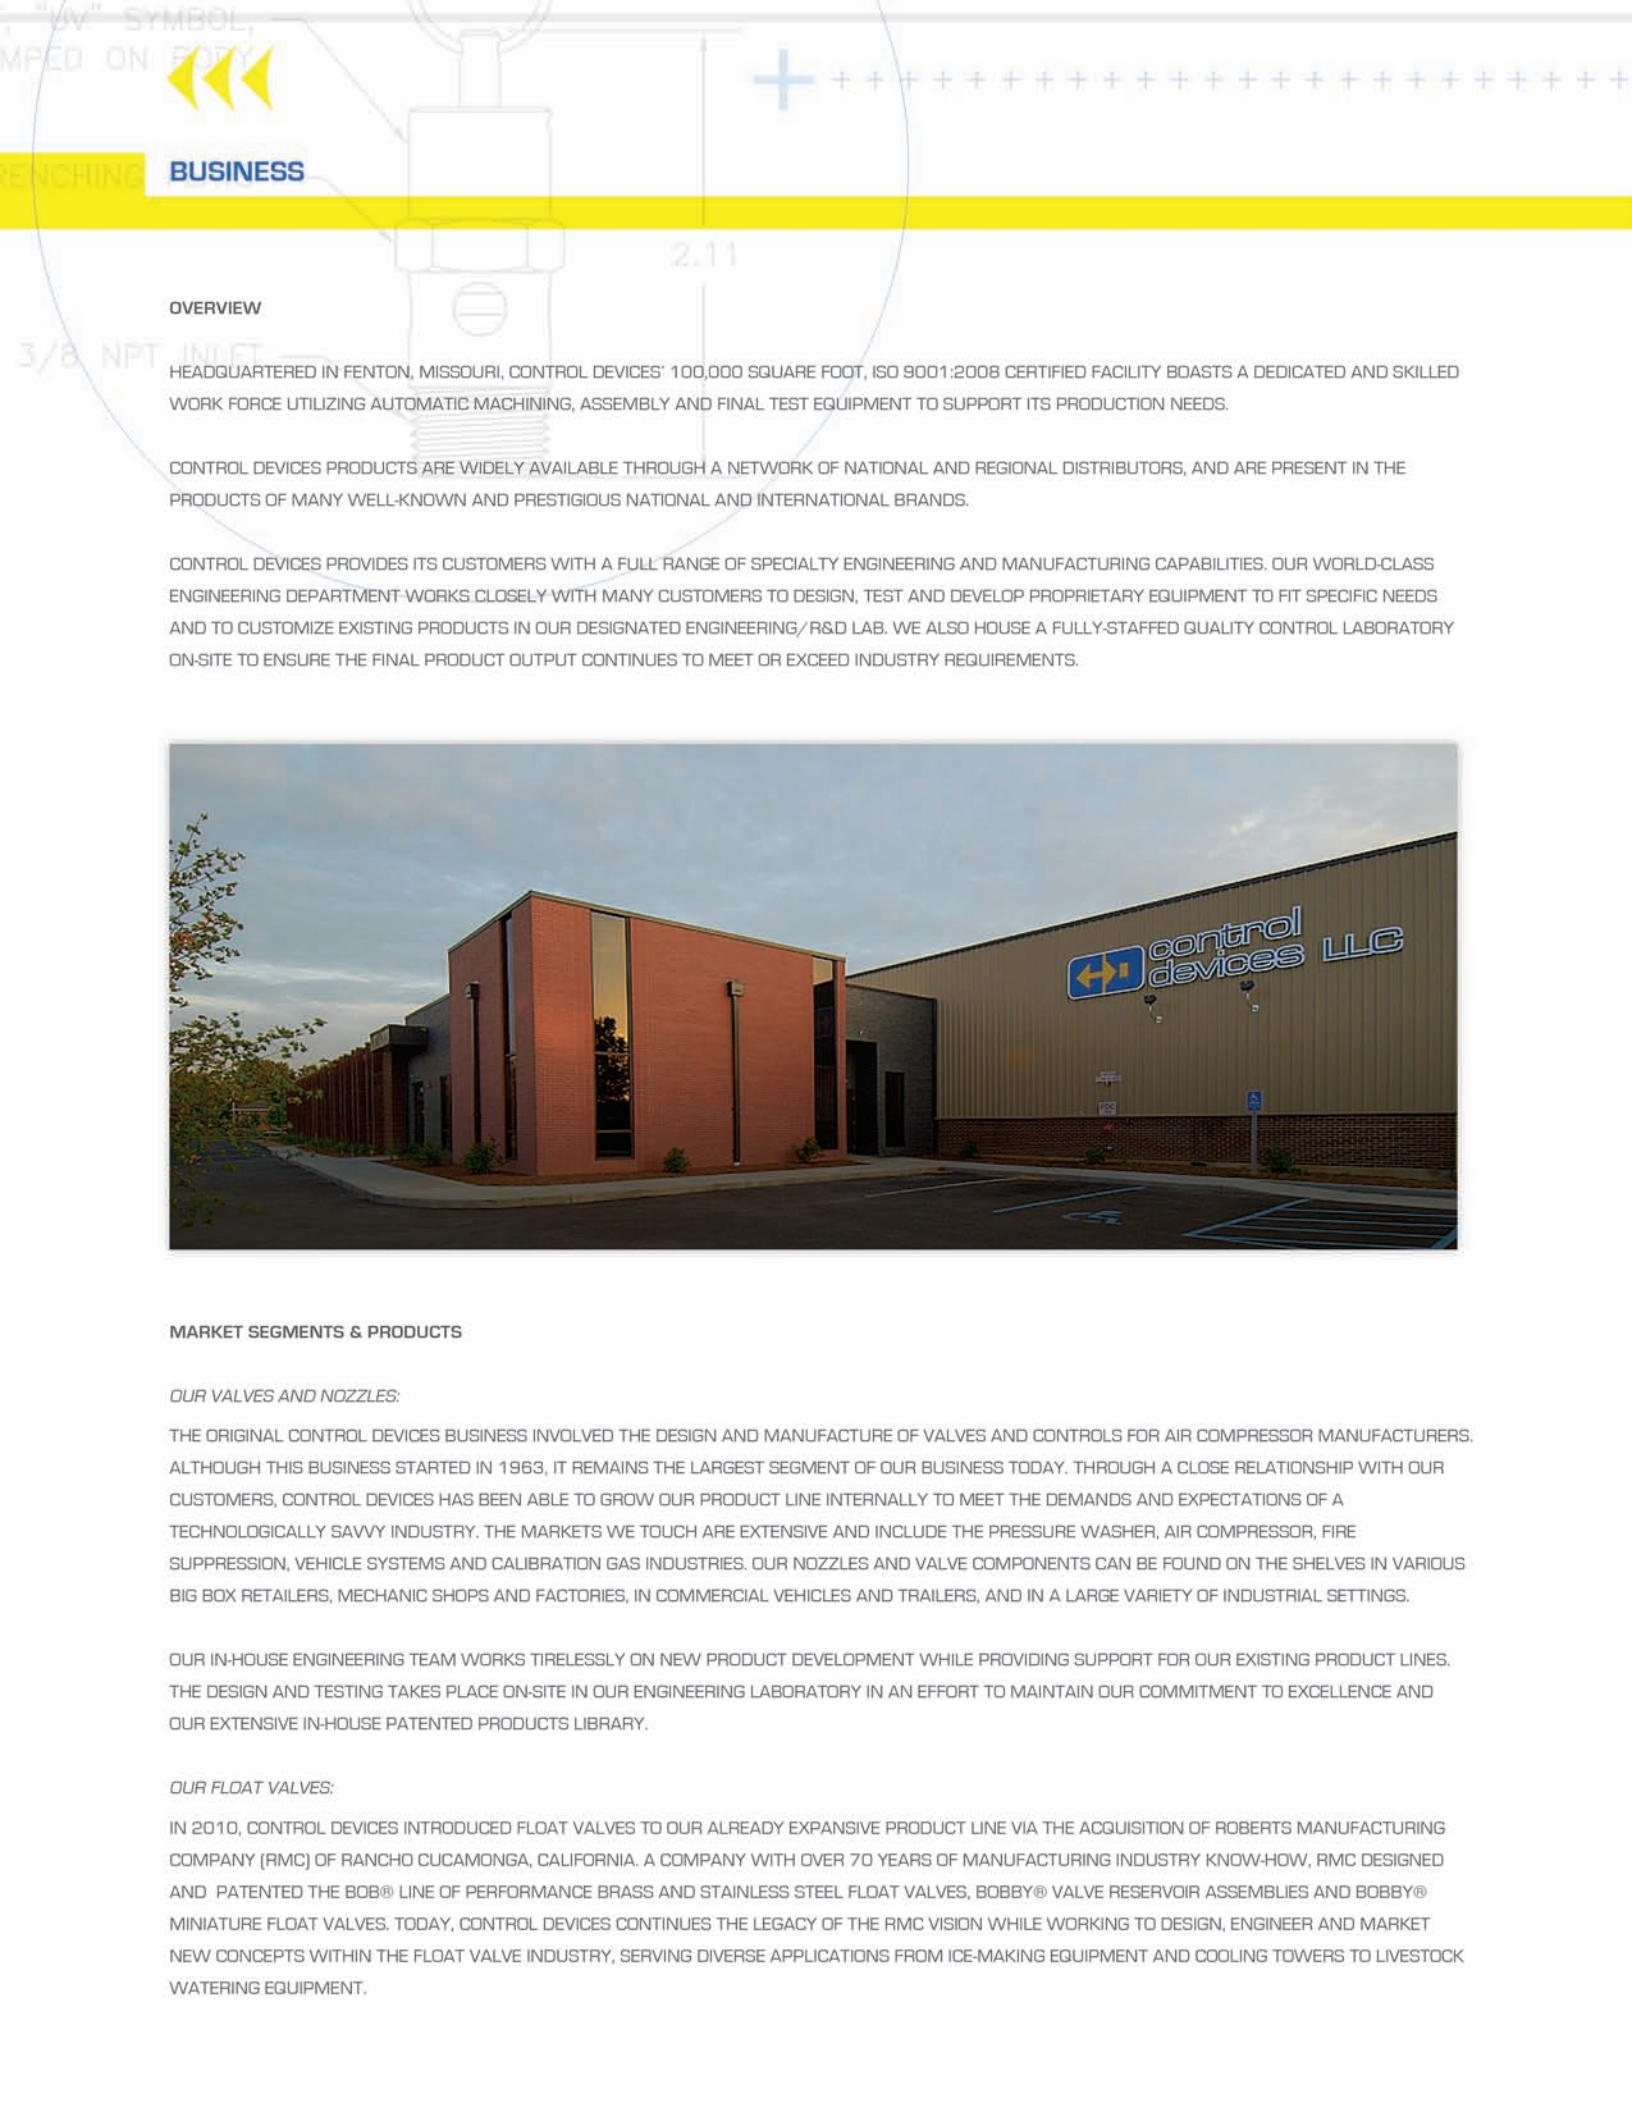 , "UV" SYMBOL,
MPED ON BODY
BUSINESS
2.11
OVERVIEW
3/8 NPT INLET
HEADQUARTERED IN FENTON, MISSOURI, CONTROL DEVICES' 100,000 SQUARE FOOT, ISO 9001:2008 CERTIFIED FACILITY BOASTS A DEDICATED AND SKILLED
WORK FORCE UTILIZING AUTOMATIC MACHINING, ASSEMBLY AND FINAL TEST EQUIPMENT TO SUPPORT ITS PRODUCTION NEEDS.
CONTROL DEVICES PRODUCTS ARE WIDELY AVAILABLE THROUGH A NETWORK OF NATIONAL AND REGIONAL DISTRIBUTORS, AND ARE PRESENT IN THE
PRODUCTS OF MANY WELL-KNOWN AND PRESTIGIOUS NATIONAL AND INTERNATIONAL BRANDS.
CONTROL DEVICES PROVIDES ITS CUSTOMERS WITH A FULL RANGE OF SPECIALTY ENGINEERING AND MANUFACTURING CAPABILITIES. OUR WORLD-CLASS
ENGINEERING DEPARTMENT WORKS CLOSELY WITH MANY CUSTOMERS TO DESIGN, TEST AND DEVELOP PROPRIETARY EQUIPMENT TO FIT SPECIFIC NEEDS
AND TO CUSTOMIZE EXISTING PRODUCTS IN OUR DESIGNATED ENGINEERING/R&D LAB. WE ALSO HOUSE A FULLY-STAFFED QUALITY CONTROL LABORATORY
ON-SITE TO ENSURE THE FINAL PRODUCT OUTPUT CONTINUES TO MEET OR EXCEED INDUSTRY REQUIREMENTS.
control
devices LLC
MARKET SEGMENTS & PRODUCTS
OUR VALVES AND NOZZLES:
THE ORIGINAL CONTROL DEVICES BUSINESS INVOLVED THE DESIGN AND MANUFACTURE OF VALVES AND CONTROLS FOR AIR COMPRESSOR MANUFACTURERS.
ALTHOUGH THIS BUSINESS STARTED IN 1963, IT REMAINS THE LARGEST SEGMENT OF OUR BUSINESS TODAY. THROUGH A CLOSE RELATIONSHIP WITH OUR
CUSTOMERS, CONTROL DEVICES HAS BEEN ABLE TO GROW OUR PRODUCT LINE INTERNALLY TO MEET THE DEMANDS AND EXPECTATIONS OF A
TECHNOLOGICALLY SAVVY INDUSTRY. THE MARKETS WE TOUCH ARE EXTENSIVE AND INCLUDE THE PRESSURE WASHER, AIR COMPRESSOR, FIRE
SUPPRESSION, VEHICLE SYSTEMS AND CALIBRATION GAS INDUSTRIES. OUR NOZZLES AND VALVE COMPONENTS CAN BE FOUND ON THE SHELVES IN VARIOUS
BIG BOX RETAILERS, MECHANIC SHOPS AND FACTORIES, IN COMMERCIAL VEHICLES AND TRAILERS, AND IN A LARGE VARIETY OF INDUSTRIAL SETTINGS.
OUR IN-HOUSE ENGINEERING TEAM WORKS TIRELESSLY ON NEW PRODUCT DEVELOPMENT WHILE PROVIDING SUPPORT FOR OUR EXISTING PRODUCT LINES.
THE DESIGN AND TESTING TAKES PLACE ON-SITE IN OUR ENGINEERING LABORATORY IN AN EFFORT TO MAINTAIN OUR COMMITMENT TO EXCELLENCE AND
OUR EXTENSIVE IN-HOUSE PATENTED PRODUCTS LIBRARY.
OUR FLOAT VALVES:
IN 2010, CONTROL DEVICES INTRODUCED FLOAT VALVES TO OUR ALREADY EXPANSIVE PRODUCT LINE VIA THE ACQUISITION OF ROBERTS MANUFACTURING
COMPANY (RMC) OF RANCHO CUCAMONGA, CALIFORNIA. A COMPANY WITH OVER 70 YEARS OF MANUFACTURING INDUSTRY KNOW-HOW, RMC DESIGNED
AND PATENTED THE BOB® LINE OF PERFORMANCE BRASS AND STAINLESS STEEL FLOAT VALVES, BOBBY® VALVE RESERVOIR ASSEMBLIES AND BOBBY®
MINIATURE FLOAT VALVES. TODAY, CONTROL DEVICES CONTINUES THE LEGACY OF THE RMC VISION WHILE WORKING TO DESIGN, ENGINEER AND MARKET
NEW CONCEPTS WITHIN THE FLOAT VALVE INDUSTRY, SERVING DIVERSE APPLICATIONS FROM ICE-MAKING EQUIPMENT AND COOLING TOWERS TO LIVESTOCK
WATERING EQUIPMENT.